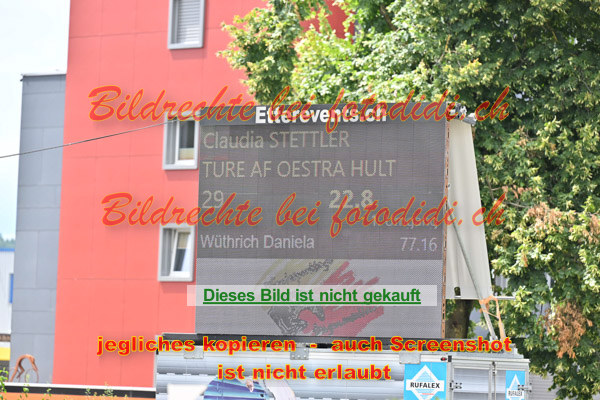 Bildrechte bei fotodidi.ch
Etterevents.ch
Claudia STETTLER
TURE AF OESTRA HULT
29 22.8
Bildrechte bei fotodidi.ch
Wüthrich Daniela 77.16
Dieses Bild ist nicht gekauft
jegliches kopieren - auch Screenshot
ist nicht erlaubt
RUFALEX
RUFALEX